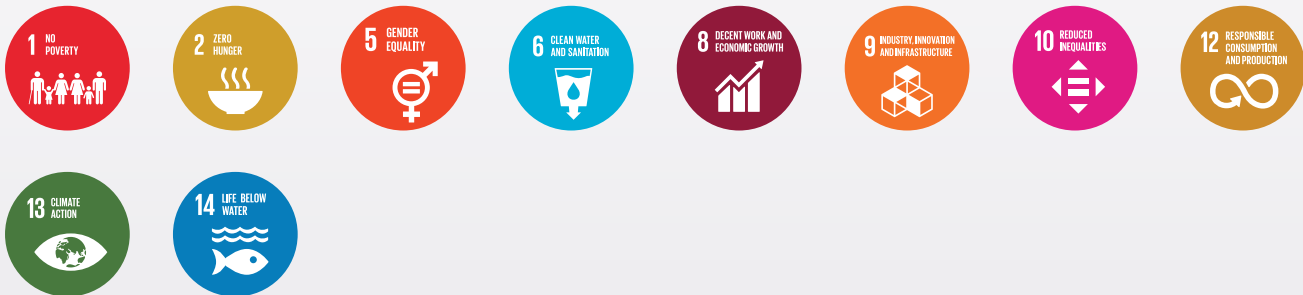 1 NO
POVERTY
2 ZERO
HUNGER
5 GENDER
EQUALITY
6 CLEAN WATER
AND SANITATION
8 DECENT WORK AND
ECONOMIC GROWTH
9 INDUSTRY, INNOVATION
AND INFRASTRUCTURE
10 REDUCED
INEQUALITIES
12 RESPONSIBLE
CONSUMPTION
AND PRODUCTION
13 CLIMATE
ACTION
14 LIFE BELOW
WATER